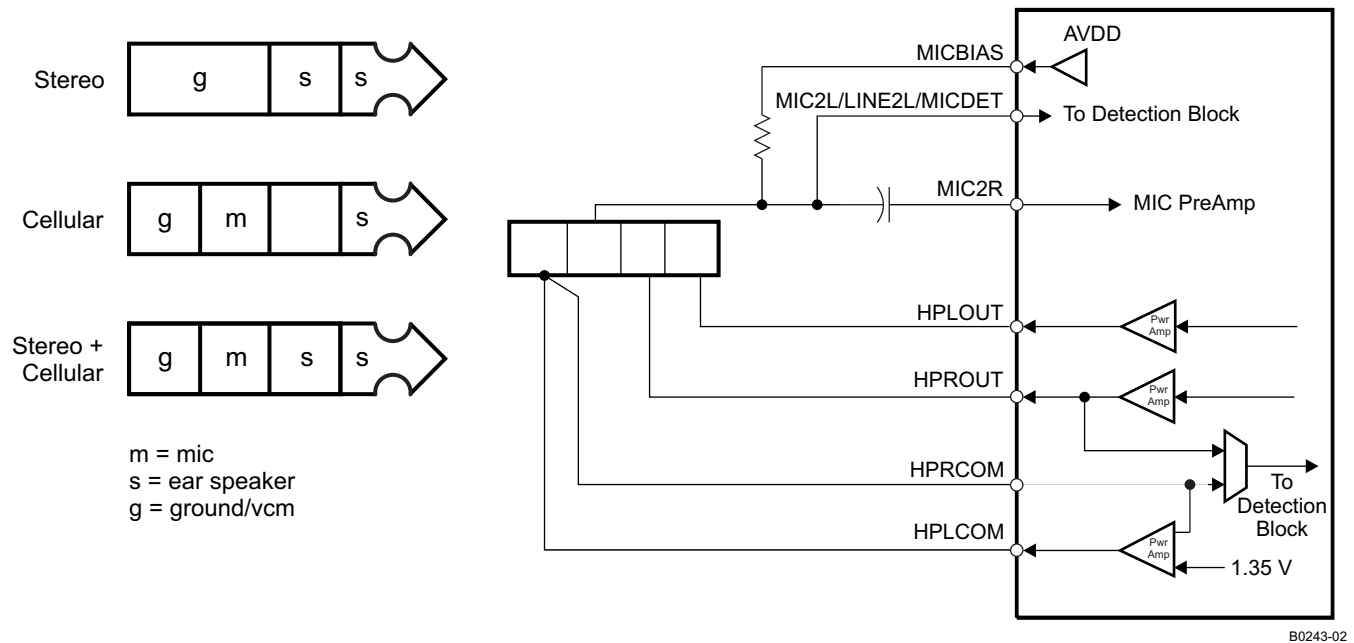 Stereo
g s s
Cellular
g m s
Stereo +
Cellular
g m s s
m = mic
s = ear speaker
g = ground/vcm
AVDD
MICBIAS
MIC2L/LINE2L/MICDET
To Detection Block
MIC2R
MIC PreAmp
HPLOUT
Pwr
Amp
HPROUT
Pwr
Amp
HPRCOM
To
Detection
Block
HPLCOM
Pwr
Amp
1.35 V
B0243-02